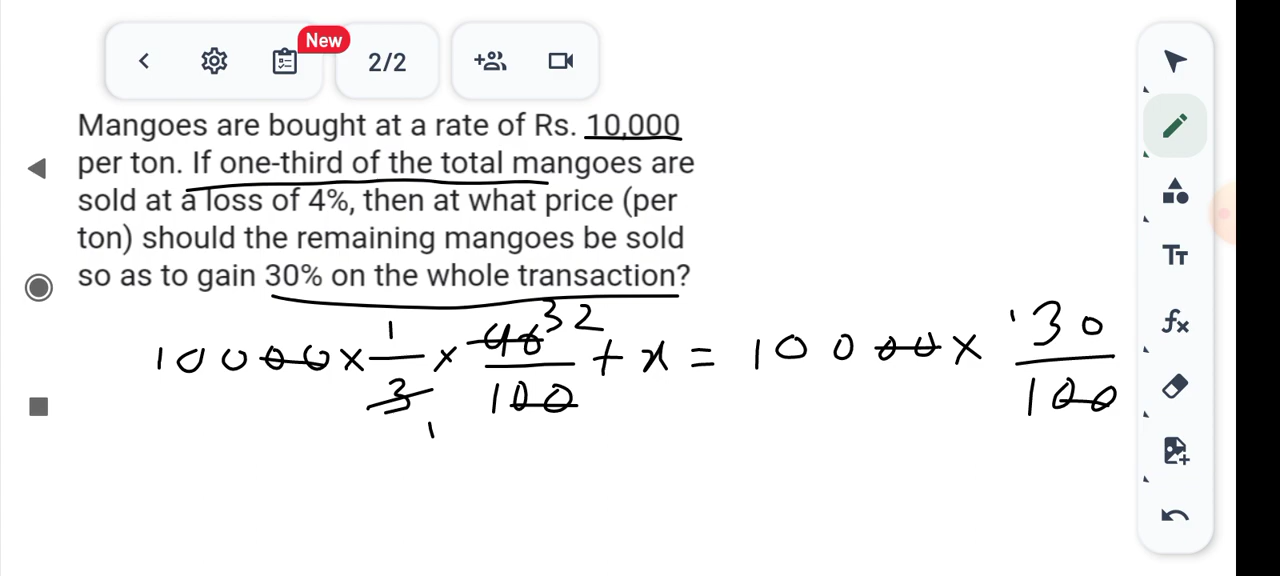 New
2/2
Mangoes are bought at a rate of Rs. 10,000
per ton. If one-third of the total mangoes are
sold at a loss of 4%, then at what price (per
ton) should the remaining mangoes be sold
so as to gain 30% on the whole transaction?
10000 × 1/3 × 96/100 + x = 10000 × 130/100
32
1
Tт
fx